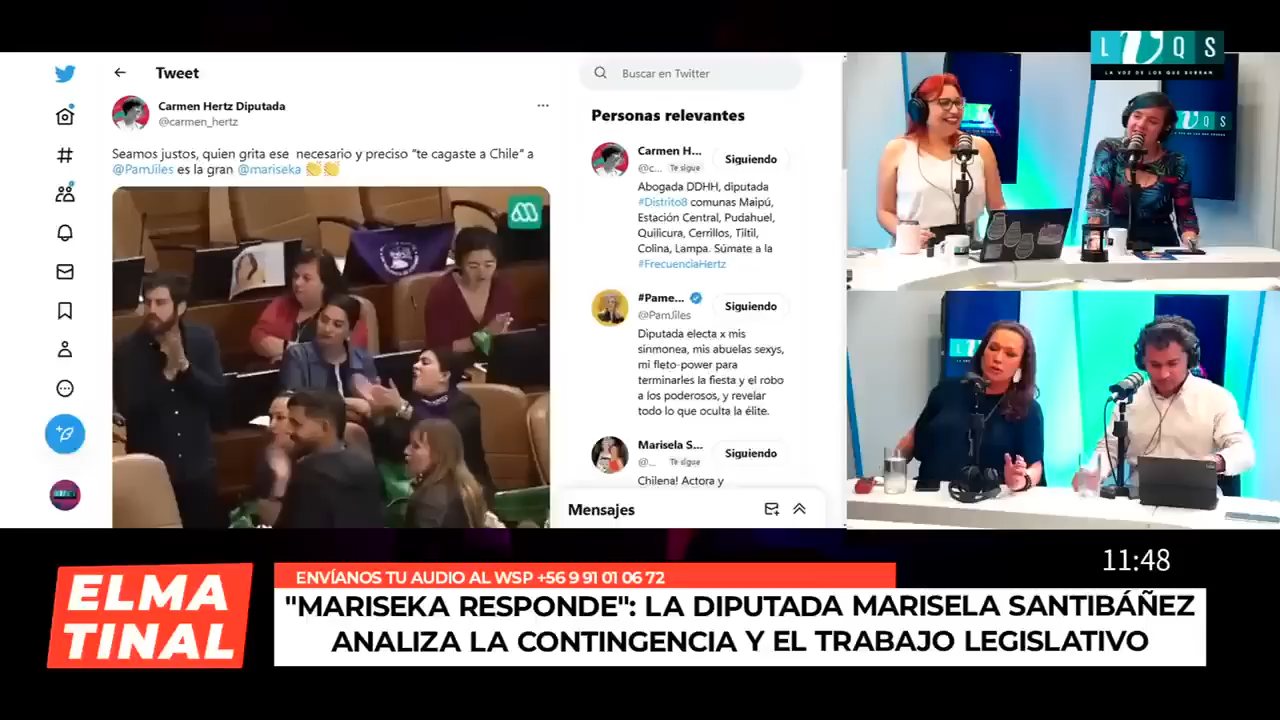 Tweet
Carmen Hertz Diputada
@carmen_hertz
Seamos justos, quien grita ese necesario y preciso "te cagaste a Chile" a
@PamJiles es la gran @mariseka 👏👏
Buscar en Twitter
Personas relevantes
Carmen H...
@c... Te sigue
Siguiendo
Abogada DDHH, diputada
#Distrito8 comunas Maipú,
Estación Central, Pudahuel,
Quilicura, Cerrillos, Tiltil,
Colina, Lampa. Súmate a la
#FrecuenciaHertz
#Pame...
@PamJiles
Siguiendo
Diputada electa x mis
sinmonea, mis abuelas sexys,
mi fleto-power para
terminarles la fiesta y el robo
a los poderosos, y revelar
todo lo que oculta la élite.
Marisela S...
@... Te sigue
Siguiendo
Chilena! Actora y
Mensajes
LVQS
LA VOZ DE LOS QUE SOBRAN
11:48
EL MA
TINAL
ENVÍANOS TU AUDIO AL WSP +56 9 91 01 06 72
"MARISEKA RESPONDE": LA DIPUTADA MARISELA SANTIBÁÑEZ
ANALIZA LA CONTINGENCIA Y EL TRABAJO LEGISLATIVO